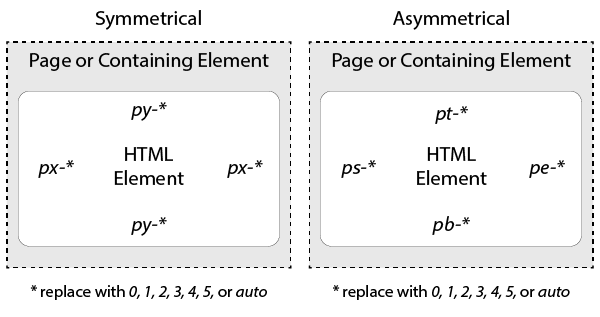 Symmetrical
Page or Containing Element
py-*
px-*
HTML
Element
px-*
py-*
* replace with 0, 1, 2, 3, 4, 5, or auto
Asymmetrical
Page or Containing Element
pt-*
ps-*
HTML
Element
pe-*
pb-*
* replace with 0, 1, 2, 3, 4, 5, or auto